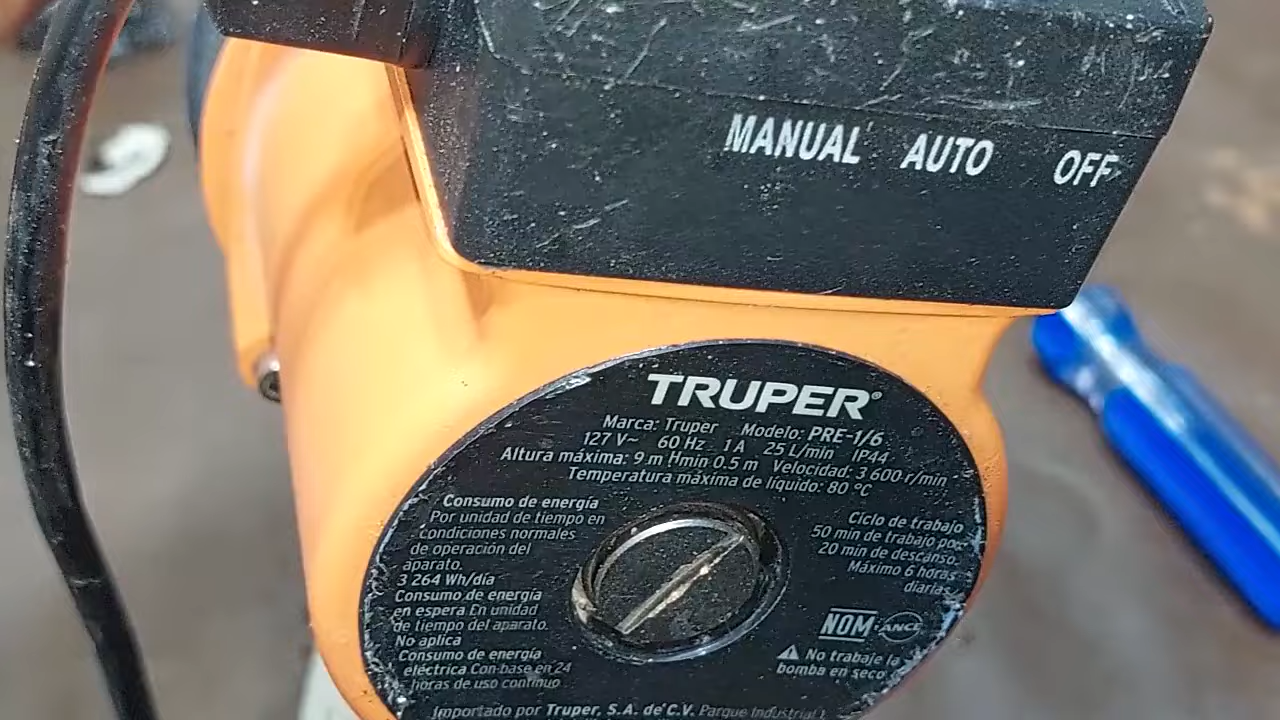 MANUAL AUTO OFF
TRUPER®
Marca: Truper Modelo: PRE-1/6
127 V~ 60 Hz 1 A 25 L/min IP44
Altura máxima: 9 m Hmin 0.5 m Velocidad: 3 600 r/min
Temperatura máxima de líquido: 80 °C
Consumo de energía
Por unidad de tiempo en
condiciones normales
de operación del
aparato.
3 264 Wh/día
Consumo de energía
en espera En unidad
de tiempo del aparato.
No aplica
Consumo de energía
eléctrica Con base en 24
horas de uso continuo
Ciclo de trabajo
50 min de trabajo por
20 min de descanso.
Máximo 6 horas
diarias.
NOM ANCE
No trabaje la
bomba en seco
Importado por Truper, S.A. de C.V. Parque Industrial